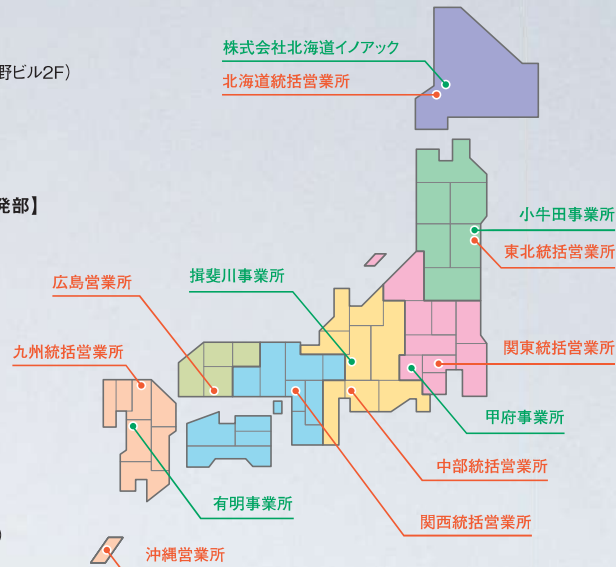 株式会社北海道イノアック
野ビル2F）
北海道統括営業所
発部】
小牛田事業所
東北統括営業所
揖斐川事業所
広島営業所
関東統括営業所
九州統括営業所
甲府事業所
中部統括営業所
有明事業所
関西統括営業所
）
沖縄営業所